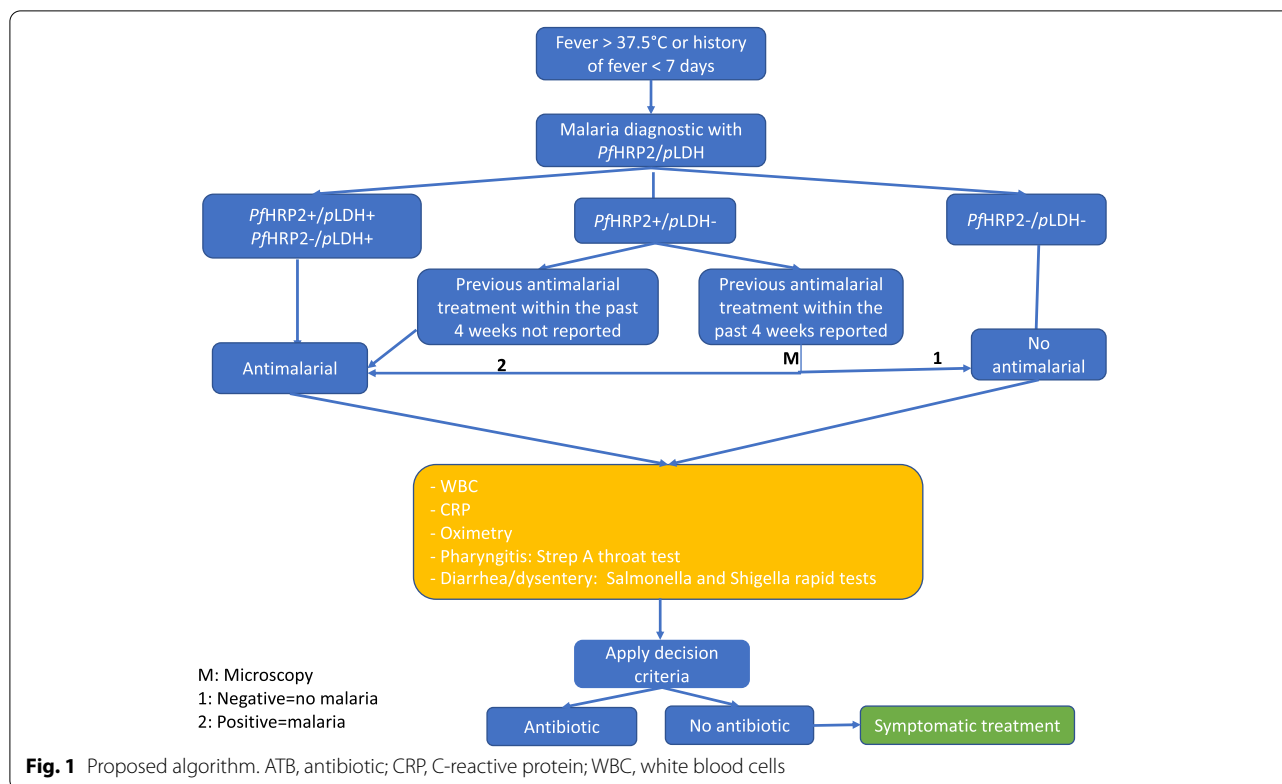 Fever > 37.5°C or history
of fever < 7 days
Malaria diagnostic with
PfHRP2/pLDH
PfHRP2+/pLDH+
PfHRP2-/pLDH+
PfHRP2+/pLDH-
PfHRP2-/pLDH-
Previous antimalarial
treatment within the past
4 weeks not reported
Previous antimalarial
treatment within the
past 4 weeks reported
Antimalarial
2
M
1
No
antimalarial
- WBC
- CRP
- Oximetry
- Pharyngitis: Strep A throat test
- Diarrhea/dysentery: Salmonella and Shigella rapid tests
Apply decision
criteria
M: Microscopy
1: Negative=no malaria
2: Positive=malaria
Antibiotic
No antibiotic
Symptomatic treatment
Fig. 1 Proposed algorithm. ATB, antibiotic; CRP, C-reactive protein; WBC, white blood cells